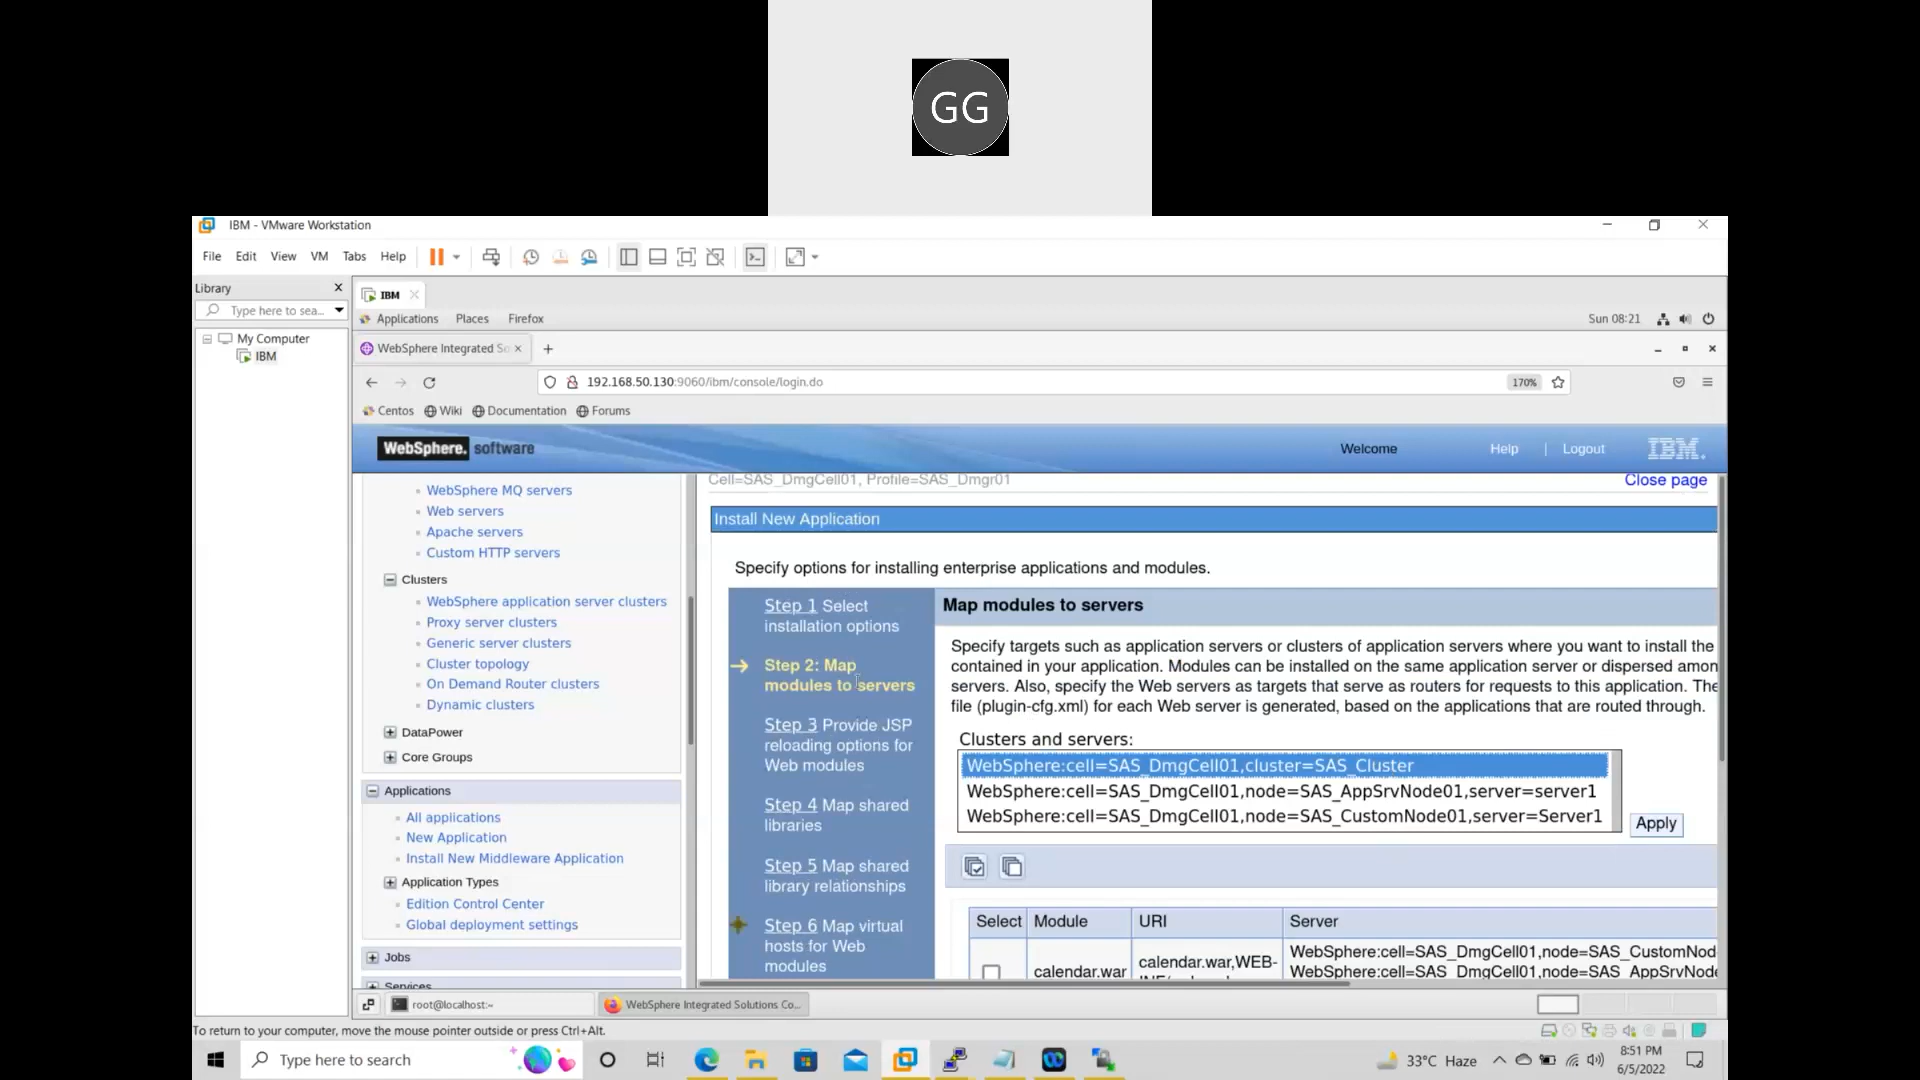 GG
IBM - VMware Workstation
File Edit View VM Tabs Help
Library
IBM
Type here to sea...
Applications Places Firefox
Sun 08:21
My Computer
IBM
WebSphere Integrated So
192.168.50.130:9060/ibm/console/login.do
170%
Centos Wiki Documentation Forums
WebSphere. software
Welcome
Help | Logout
IBM.
WebSphere MQ servers
Web servers
Apache servers
Custom HTTP servers
Clusters
WebSphere application server clusters
Proxy server clusters
Generic server clusters
Cluster topology
On Demand Router clusters
Dynamic clusters
DataPower
Core Groups
Applications
All applications
New Application
Install New Middleware Application
Application Types
Edition Control Center
Global deployment settings
Jobs
Services
Cell=SAS_DmgCell01, Profile=SAS_Dmgr01
Close page
Install New Application
Specify options for installing enterprise applications and modules.
Step 1 Select
installation options
Step 2: Map
modules to servers
Step 3 Provide JSP
reloading options for
Web modules
Step 4 Map shared
libraries
Step 5 Map shared
library relationships
Step 6 Map virtual
hosts for Web
modules
Map modules to servers
Specify targets such as application servers or clusters of application servers where you want to install the
contained in your application. Modules can be installed on the same application server or dispersed amon
servers. Also, specify the Web servers as targets that serve as routers for requests to this application. The
file (plugin-cfg.xml) for each Web server is generated, based on the applications that are routed through.
Clusters and servers:
WebSphere:cell=SAS_DmgCell01,cluster=SAS_Cluster
WebSphere:cell=SAS_DmgCell01,node=SAS_AppSrvNode01,server=server1
WebSphere:cell=SAS_DmgCell01,node=SAS_CustomNode01,server=Server1
Apply
Select Module URI Server
calendar.war
calendar.war,WEB-
WebSphere:cell=SAS_DmgCell01,node=SAS_CustomNod
WebSphere:cell=SAS_DmgCell01,node=SAS_AppSrvNode
root@localhost:~
WebSphere Integrated Solutions Co...
To return to your computer, move the mouse pointer outside or press Ctrl+Alt.
Type here to search
33°C Haze
8:51 PM
6/5/2022